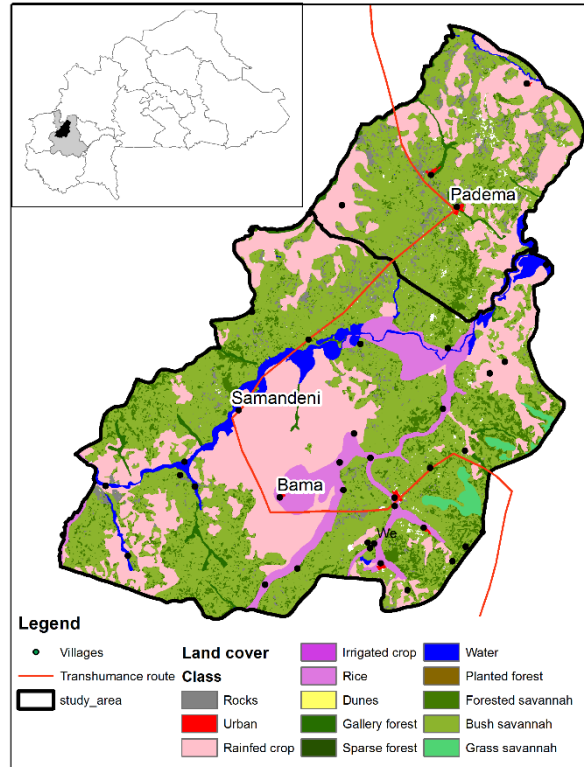 Padema
Samandeni
Bama
We
Legend
Villages
Transhumance route
study_area
Land cover
Class
Rocks
Urban
Rainfed crop
Irrigated crop
Rice
Dunes
Gallery forest
Sparse forest
Water
Planted forest
Forested savannah
Bush savannah
Grass savannah